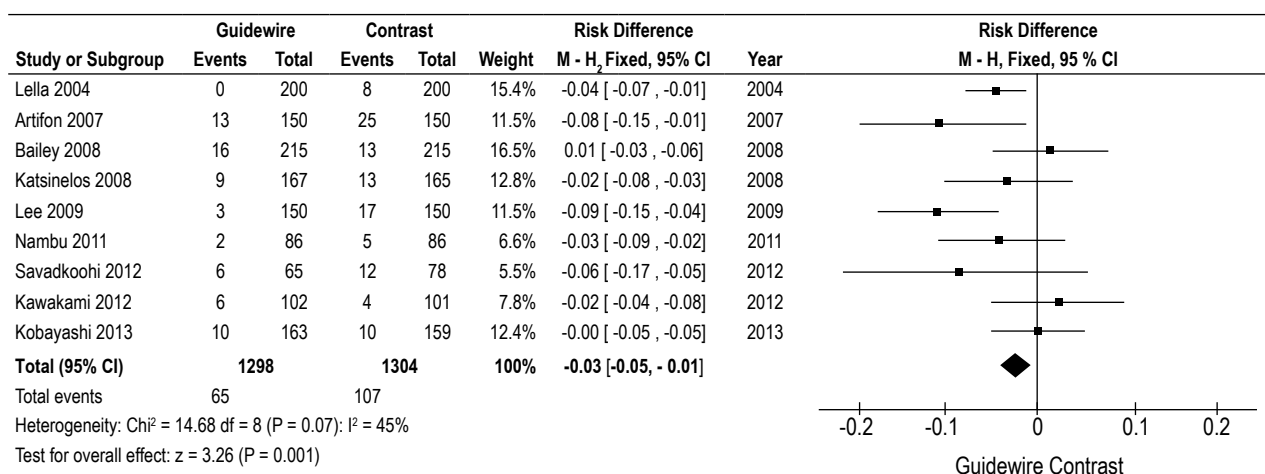 Guidewire Contrast Risk Difference Risk Difference
Study or Subgroup Events Total Events Total Weight M - H₂ Fixed, 95% CI Year M - H, Fixed, 95 % CI
Lella 2004 0 200 8 200 15.4% -0.04 [ -0.07 , -0.01] 2004
Artifon 2007 13 150 25 150 11.5% -0.08 [ -0.15 , -0.01] 2007
Bailey 2008 16 215 13 215 16.5% 0.01 [ -0.03 , -0.06] 2008
Katsinelos 2008 9 167 13 165 12.8% -0.02 [ -0.08 , -0.03] 2008
Lee 2009 3 150 17 150 11.5% -0.09 [ -0.15 , -0.04] 2009
Nambu 2011 2 86 5 86 6.6% -0.03 [ -0.09 , -0.02] 2011
Savadkoohi 2012 6 65 12 78 5.5% -0.06 [ -0.17 , -0.05] 2012
Kawakami 2012 6 102 4 101 7.8% -0.02 [ -0.04 , -0.08] 2012
Kobayashi 2013 10 163 10 159 12.4% -0.00 [ -0.05 , -0.05] 2013
Total (95% CI) 1298 1304 100% -0.03 [-0.05, - 0.01]
Total events 65 107
Heterogeneity: Chi² = 14.68 df = 8 (P = 0.07): I² = 45%
Test for overall effect: z = 3.26 (P = 0.001)
-0.2 -0.1 0 0.1 0.2
Guidewire Contrast